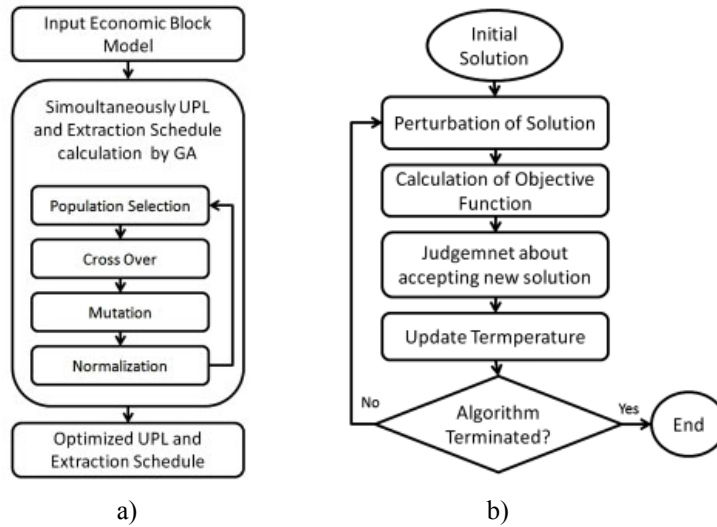 Input Economic Block
Model
Simoultaneously UPL
and Extraction Schedule
calculation by GA
Population Selection
Cross Over
Mutation
Normalization
Optimized UPL and
Extraction Schedule
a)
Initial
Solution
Perturbation of Solution
Calculation of Objective
Function
Judgemnet about
accepting new solution
Update Termperature
No
Algorithm
Terminated?
Yes
End
b)